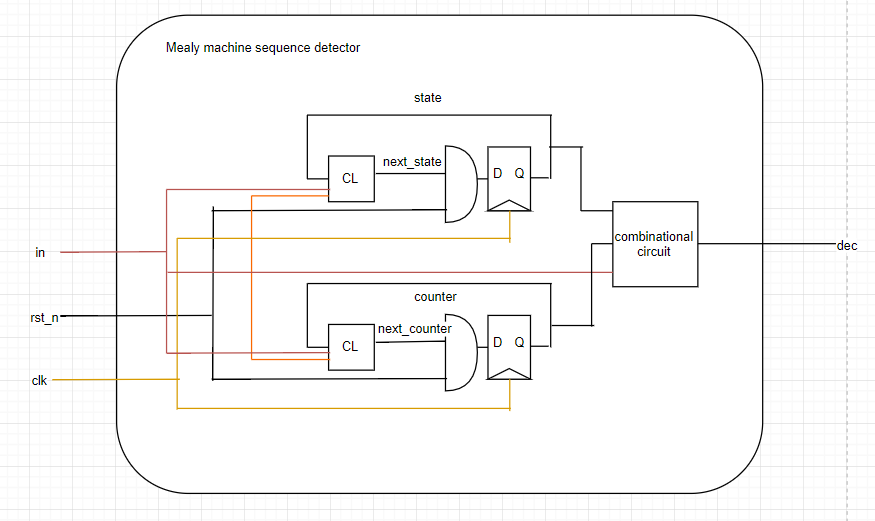 Mealy machine sequence detector
state
next_state
CL
D Q
in
combinational
circuit
dec
counter
rst_n
next_counter
CL
D Q
clk